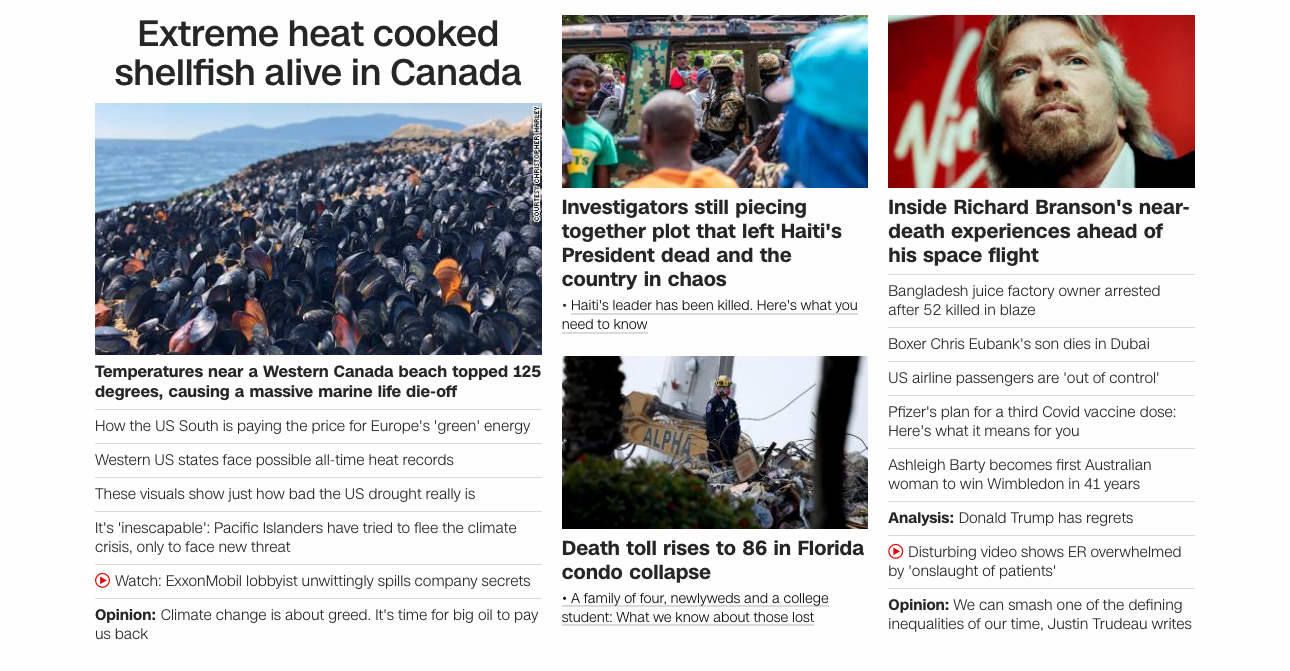 Extreme heat cooked
shellfish alive in Canada
COURTESY CHRISTOPHER HARLEY
Temperatures near a Western Canada beach topped 125
degrees, causing a massive marine life die-off
How the US South is paying the price for Europe's 'green' energy
Western US states face possible all-time heat records
These visuals show just how bad the US drought really is
It's 'inescapable': Pacific Islanders have tried to flee the climate
crisis, only to face new threat
Watch: ExxonMobil lobbyist unwittingly spills company secrets
Opinion: Climate change is about greed. It's time for big oil to pay
us back
Investigators still piecing
together plot that left Haiti's
President dead and the
country in chaos
• Haiti's leader has been killed. Here's what you
need to know
ALPHA
Death toll rises to 86 in Florida
condo collapse
• A family of four, newlyweds and a college
student: What we know about those lost
Inside Richard Branson's near-
death experiences ahead of
his space flight
Bangladesh juice factory owner arrested
after 52 killed in blaze
Boxer Chris Eubank's son dies in Dubai
US airline passengers are 'out of control'
Pfizer's plan for a third Covid vaccine dose:
Here's what it means for you
Ashleigh Barty becomes first Australian
woman to win Wimbledon in 41 years
Analysis: Donald Trump has regrets
Disturbing video shows ER overwhelmed
by 'onslaught of patients'
Opinion: We can smash one of the defining
inequalities of our time, Justin Trudeau writes